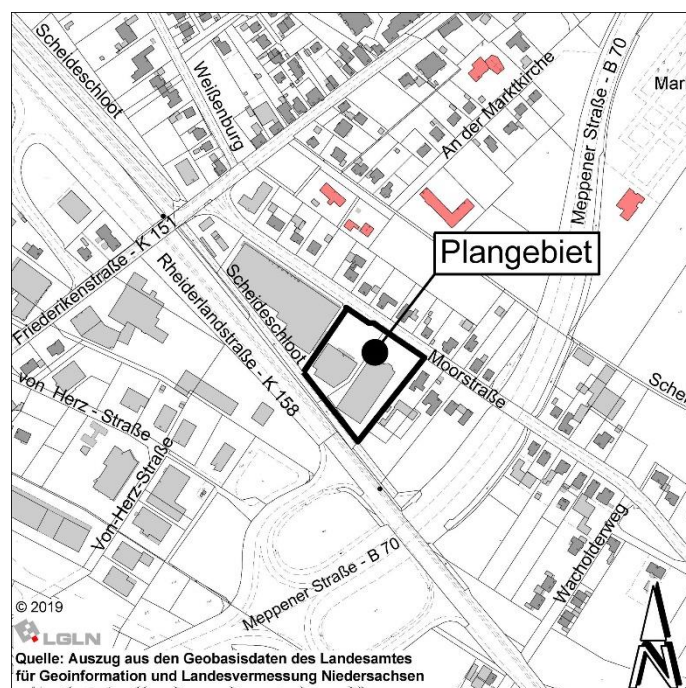 Scheideschloot
Weißenburg
An der Marktkirche
Meppener Straße - B 70
Mar
Friederikenstraße - K 151
Plangebiet
Scheideschloot
Rheiderlandstraße - K 158
Moorstraße
von - Herz - Straße
Von-Herz-Straße
Wacholderweg
Meppener Straße - B 70
© 2019
LGLN
N
Quelle: Auszug aus den Geobasisdaten des Landesamtes
für Geoinformation und Landesvermessung Niedersachsen